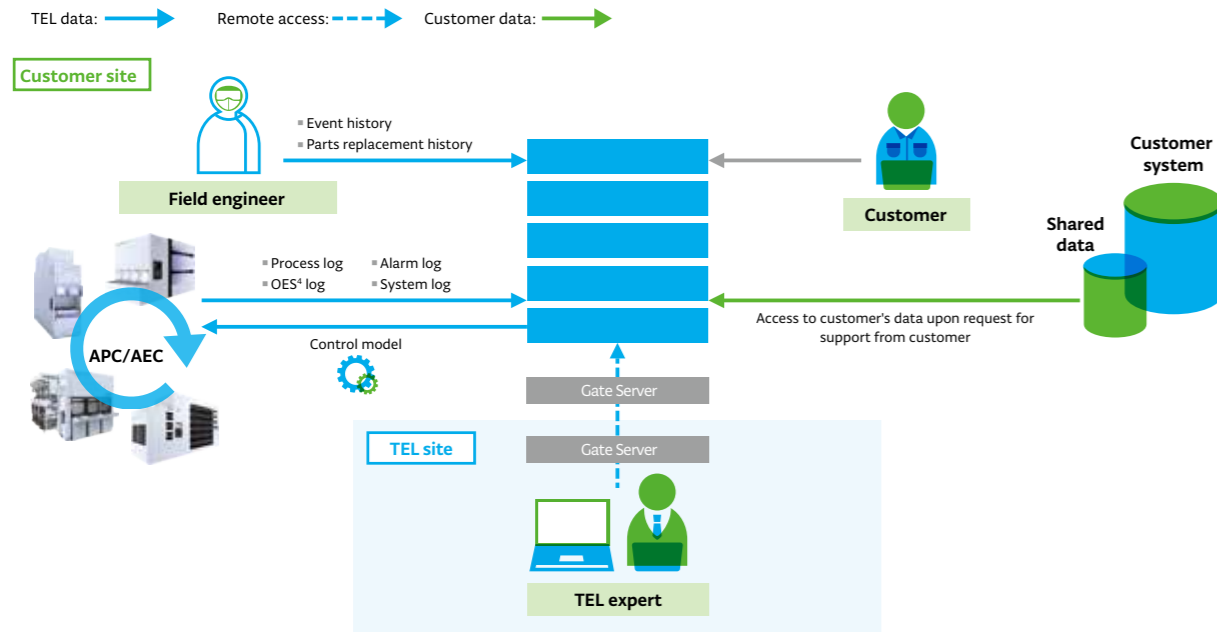 TEL data:
Remote access:
Customer data:
Customer site
▪ Event history
▪ Parts replacement history
Field engineer
Customer
Customer
system
Shared
data
▪ Process log
▪ Alarm log
▪ OES⁴ log
▪ System log
APC/AEC
Control model
Access to customer's data upon request for
support from customer
Gate Server
TEL site
Gate Server
TEL expert